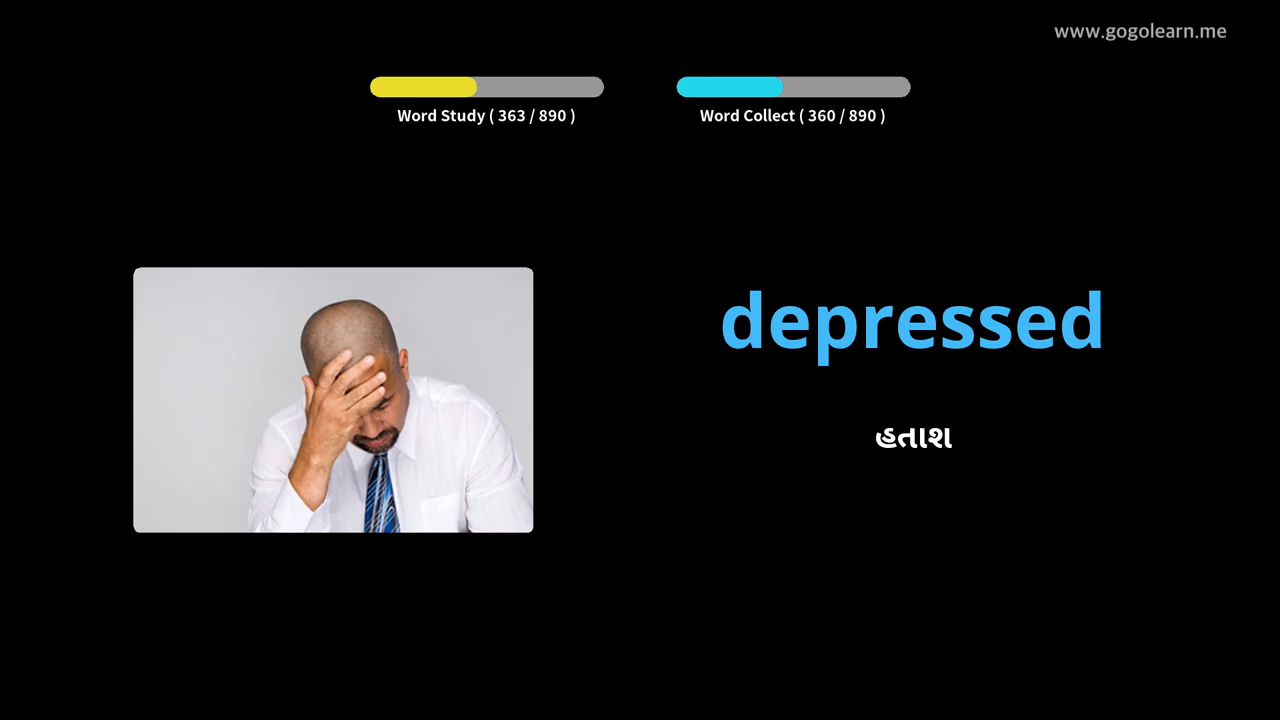 www.gogolearn.me
Word Study ( 363 / 890 )
Word Collect ( 360 / 890 )
depressed
હતાશ